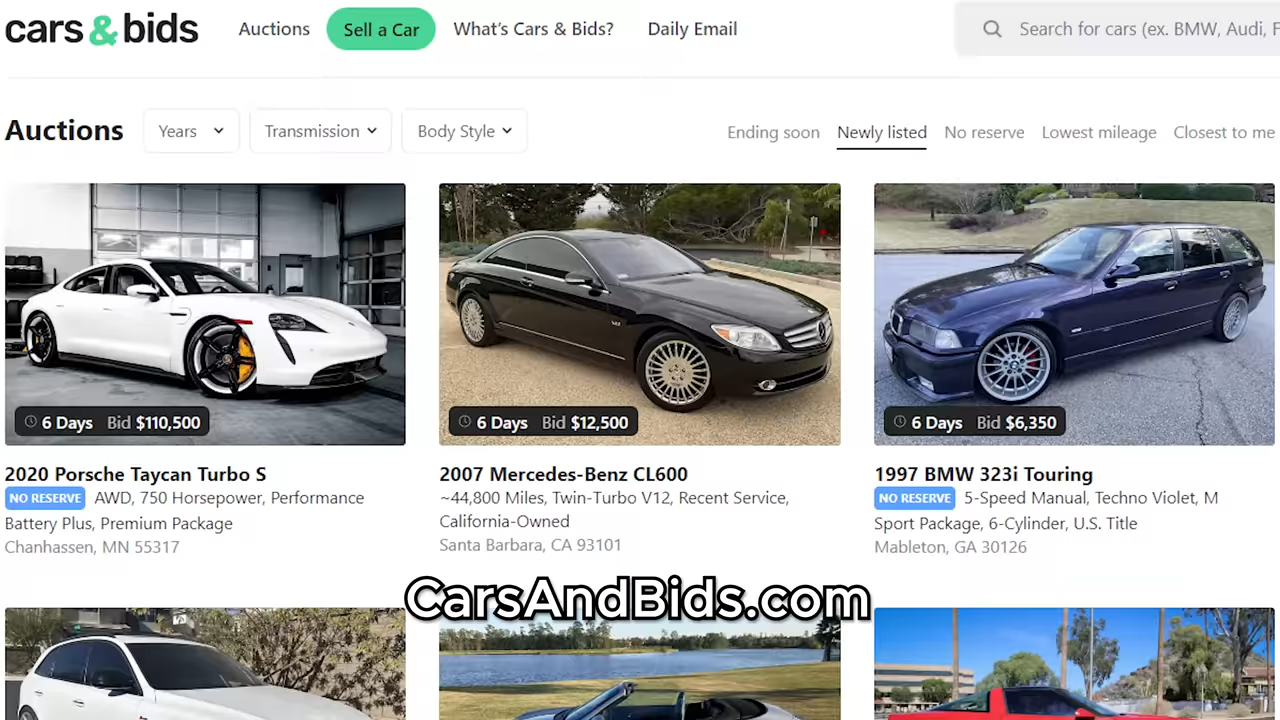 cars & bids
Auctions
Sell a Car
What's Cars & Bids?
Daily Email
Search for cars (ex. BMW, Audi, F
Auctions
Years
Transmission
Body Style
Ending soon
Newly listed
No reserve
Lowest mileage
Closest to me
6 Days Bid $110,500
6 Days Bid $12,500
6 Days Bid $6,350
2020 Porsche Taycan Turbo S
NO RESERVE AWD, 750 Horsepower, Performance
Battery Plus, Premium Package
Chanhassen, MN 55317
2007 Mercedes-Benz CL600
~44,800 Miles, Twin-Turbo V12, Recent Service,
California-Owned
Santa Barbara, CA 93101
1997 BMW 323i Touring
NO RESERVE 5-Speed Manual, Techno Violet, M
Sport Package, 6-Cylinder, U.S. Title
Mableton, GA 30126
CarsAndBids.com